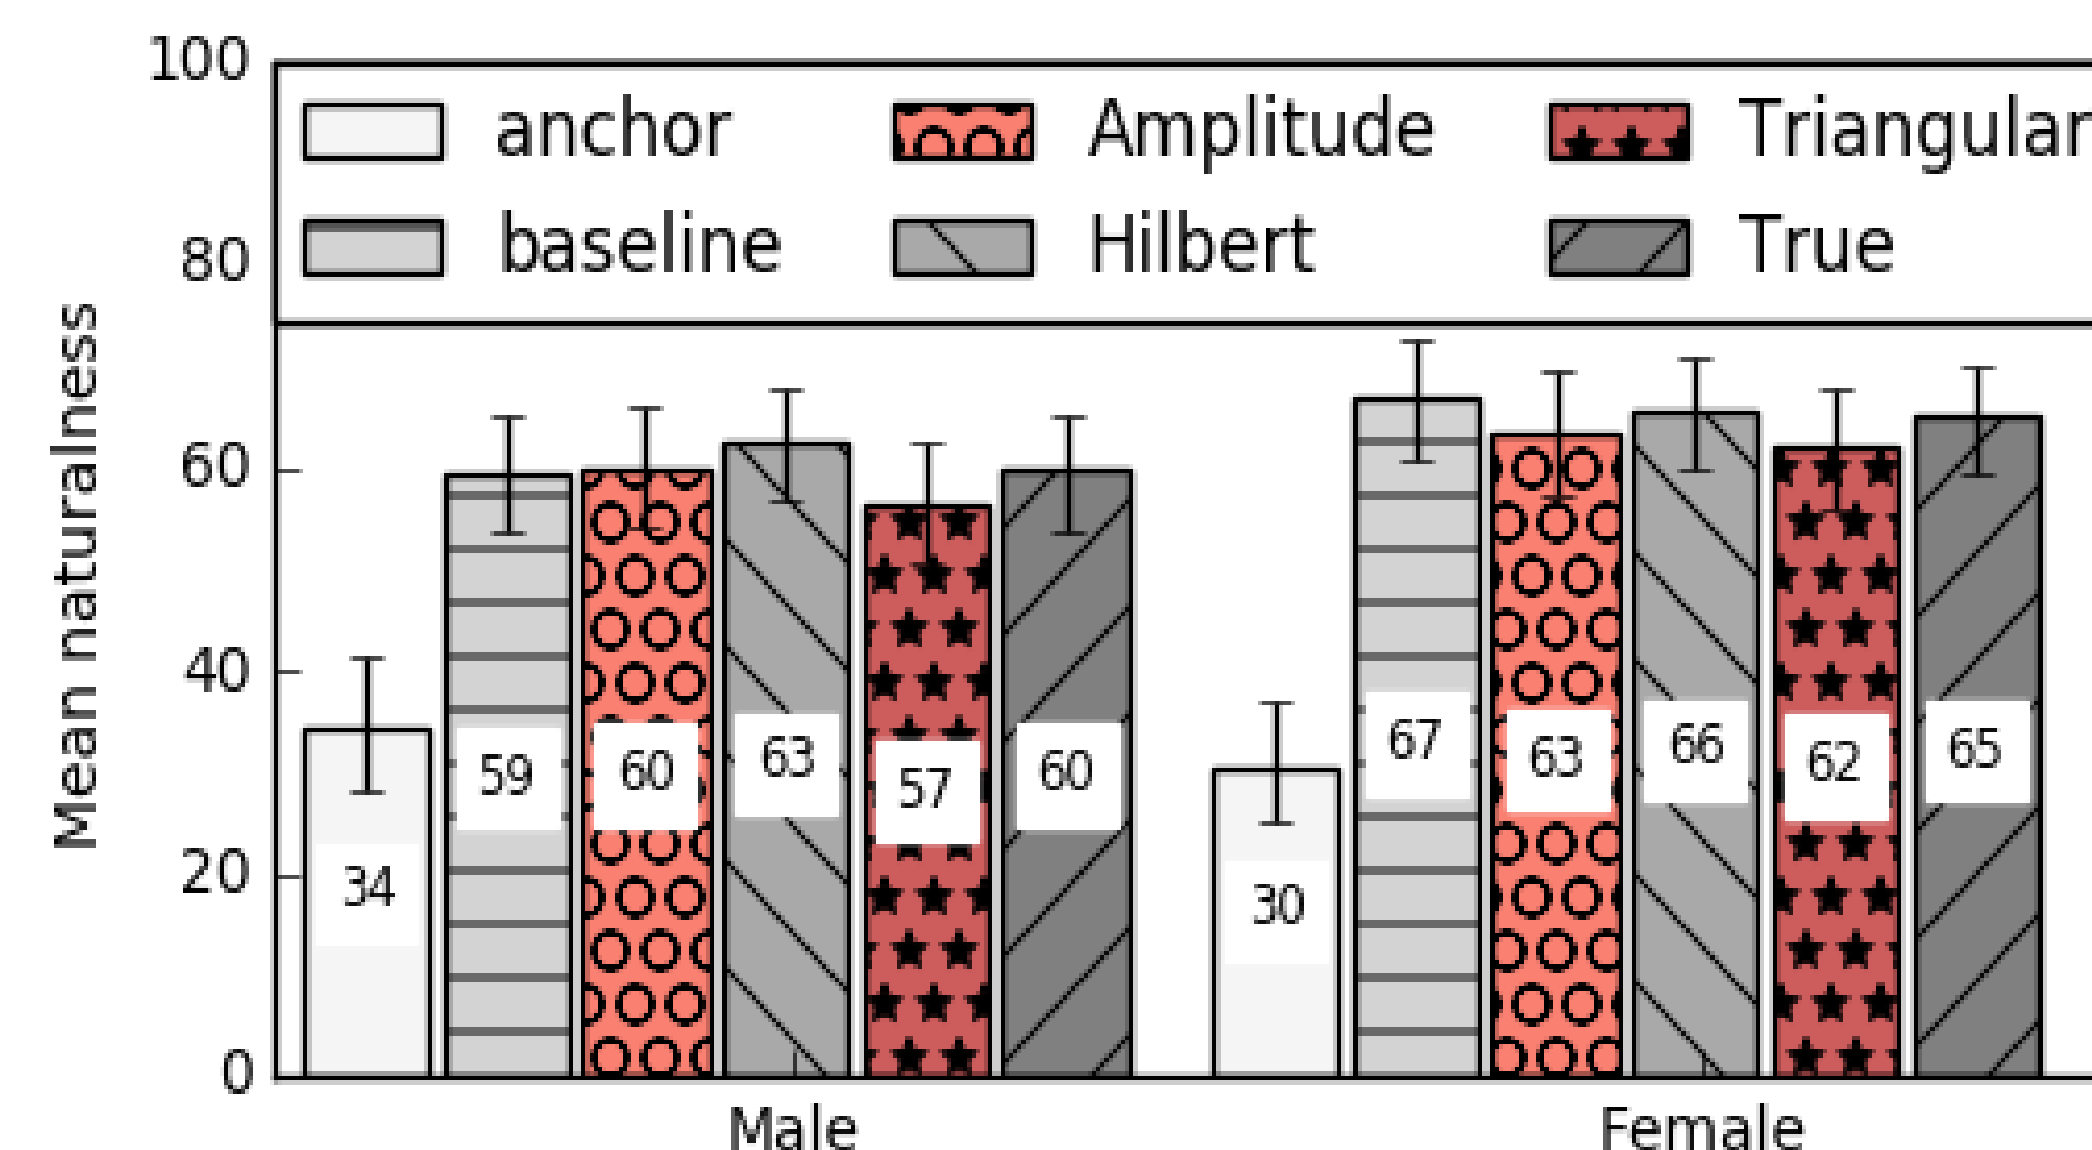 100
anchor Amplitude Triangular
80 baseline Hilbert True
Mean naturalness
60
40
20
0
34 59 60 63 57 60
30 67 63 66 62 65
Male Female